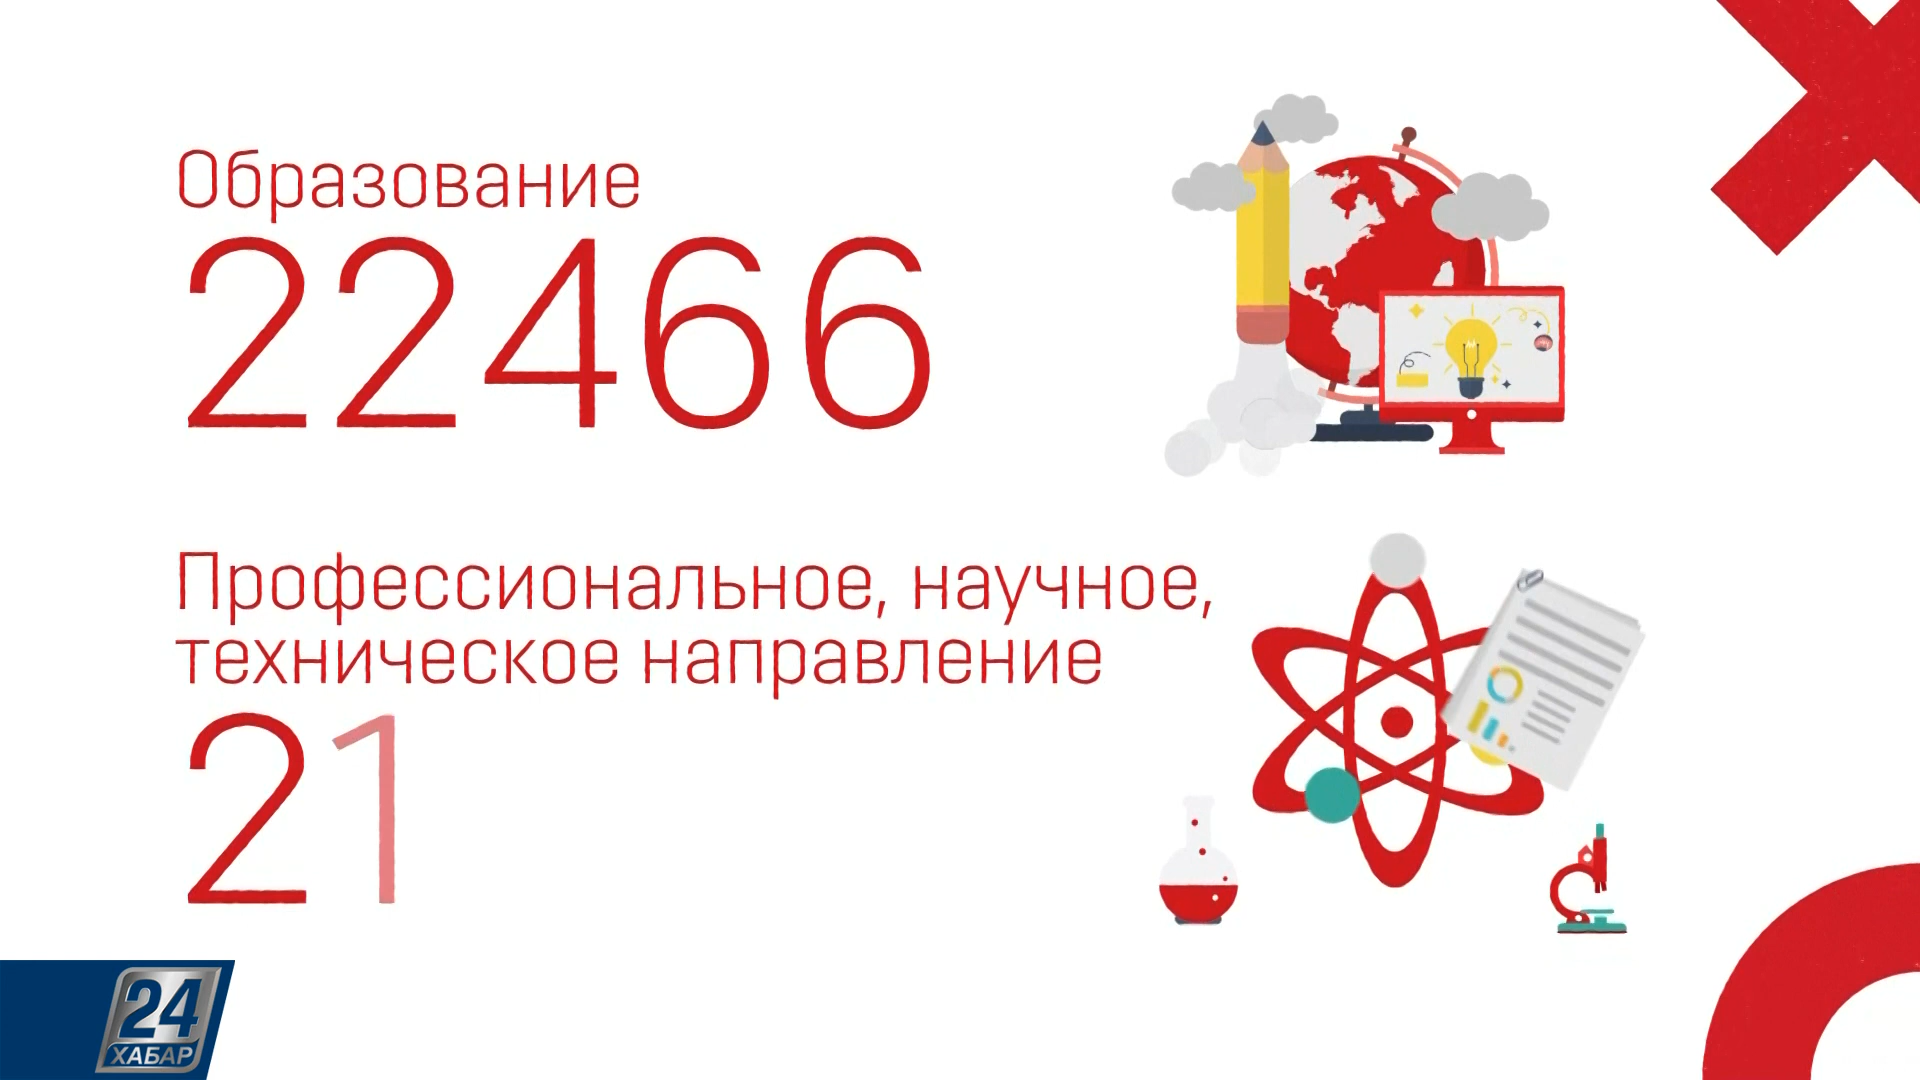 Образование
22466
Профессиональное, научное,
техническое направление
21
24
ХАБАР